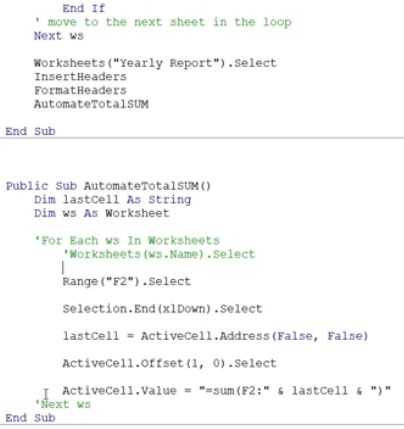 End If
' move to the next sheet in the loop
Next ws
Worksheets("Yearly Report").Select
InsertHeaders
FormatHeaders
AutomateTotalSUM
End Sub
Public Sub AutomateTotalSUM()
Dim lastCell As String
Dim ws As Worksheet
'For Each ws In Worksheets
'Worksheets(ws.Name).Select
Range("F2").Select
Selection.End(xlDown).Select
lastCell = ActiveCell.Address(False, False)
ActiveCell.Offset(1, 0).Select
ActiveCell.Value = "=sum(F2:" & lastCell & ")"
'Next ws
End Sub